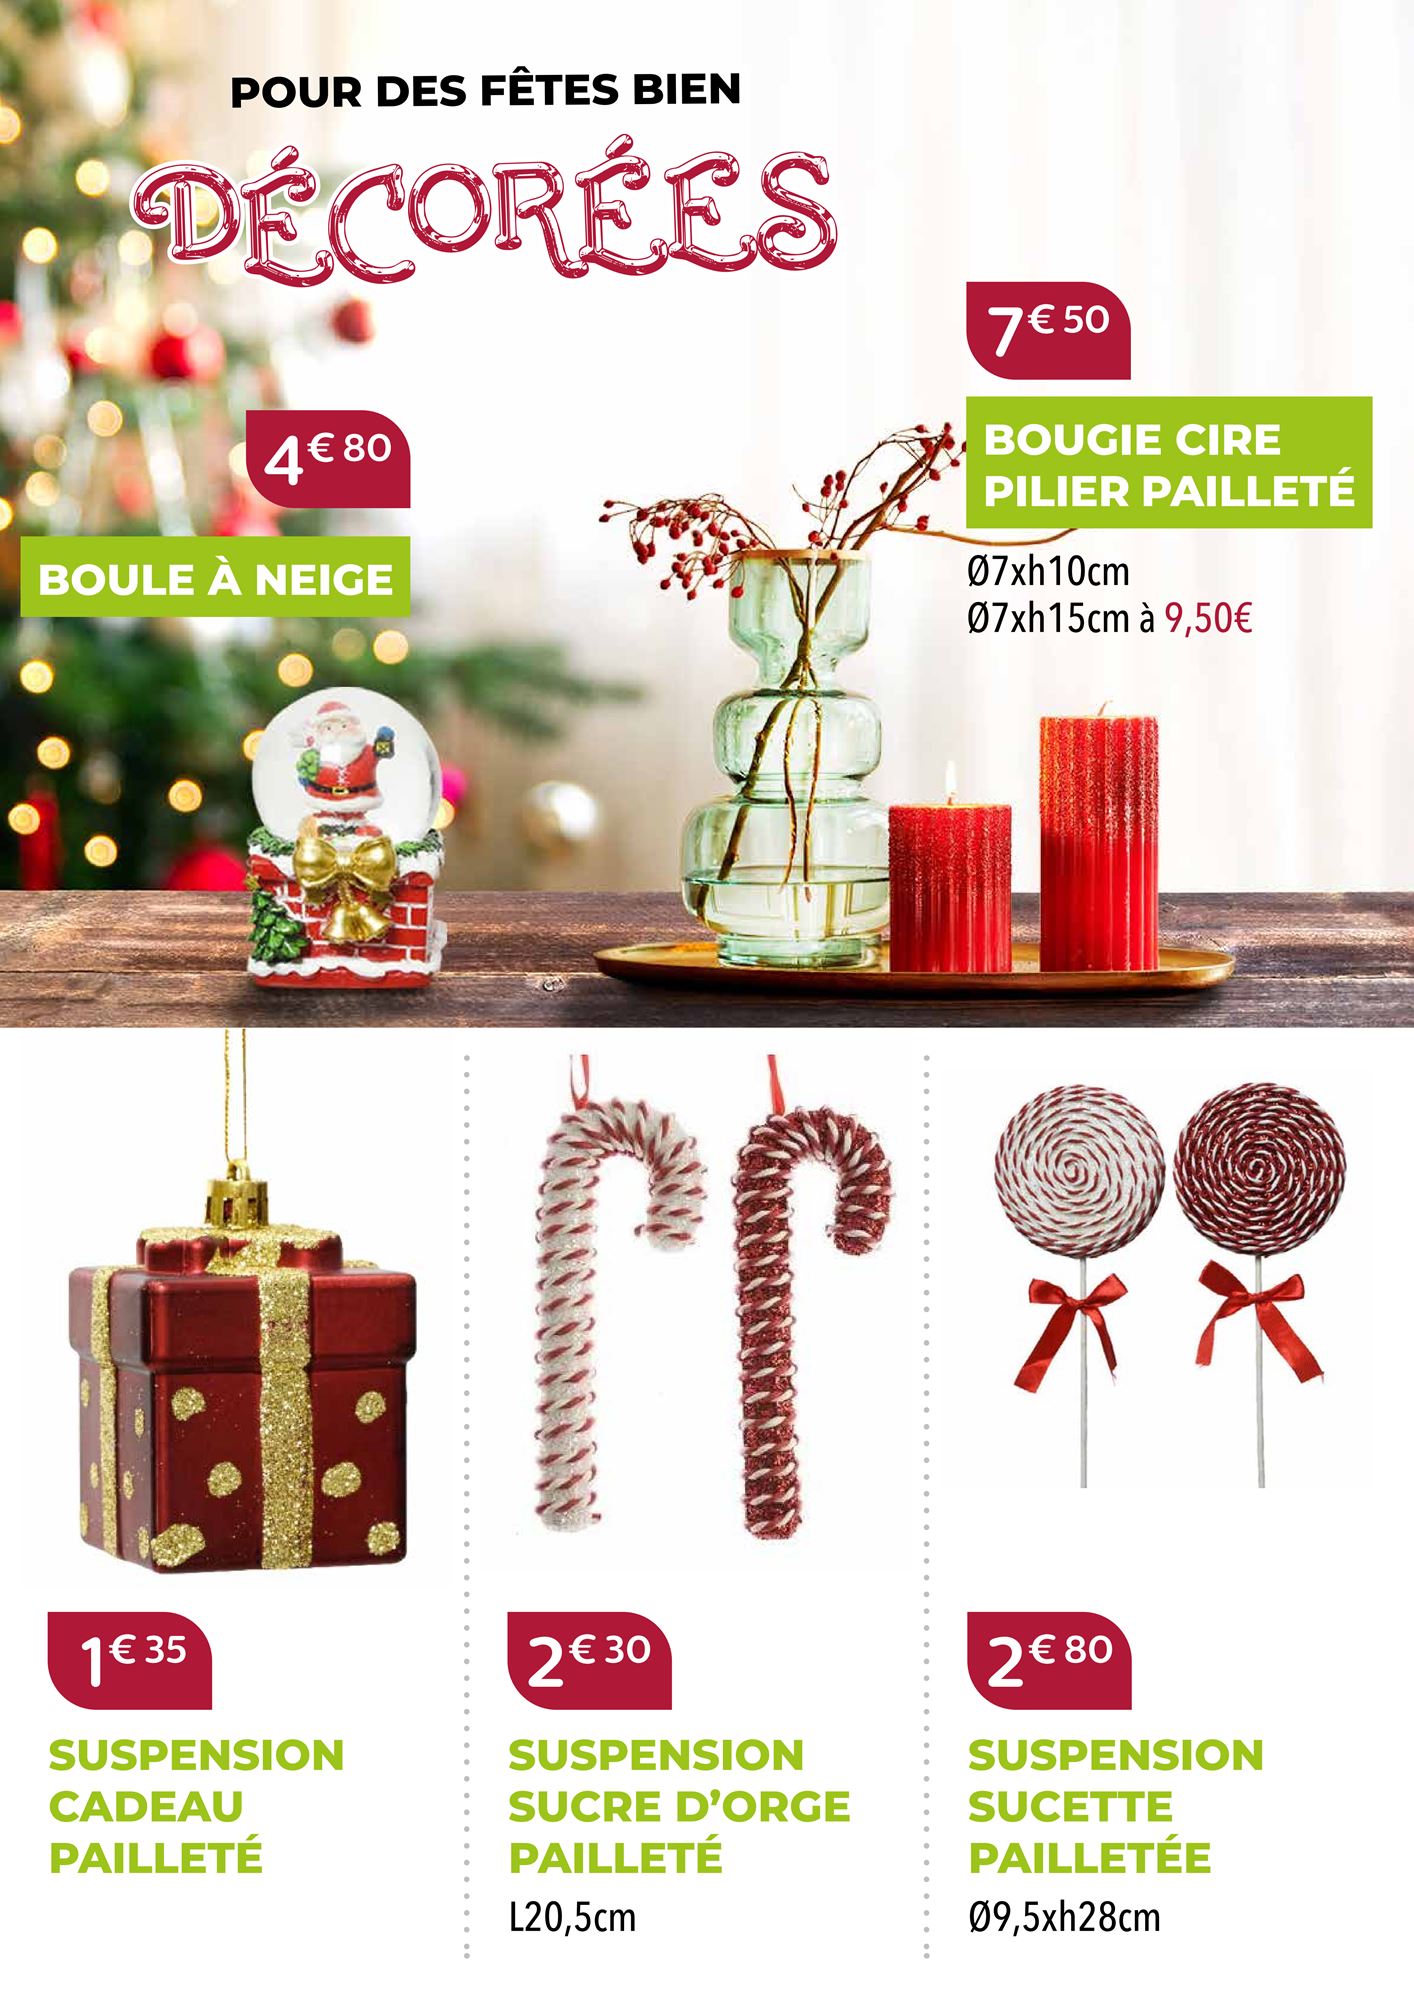 POUR DES FÊTES BIEN
DÉCORÉES
7€50
BOUGIE CIRE
PILIER PAILLETÉ
Ø7xh10cm
Ø7xh15cm à 9,50€
4€80
BOULE À NEIGE
1€35
SUSPENSION
CADEAU
PAILLETÉ
2€30
SUSPENSION
SUCRE D’ORGE
PAILLETÉ
L20,5cm
2€80
SUSPENSION
SUCETTE
PAILLETÉE
Ø9,5xh28cm